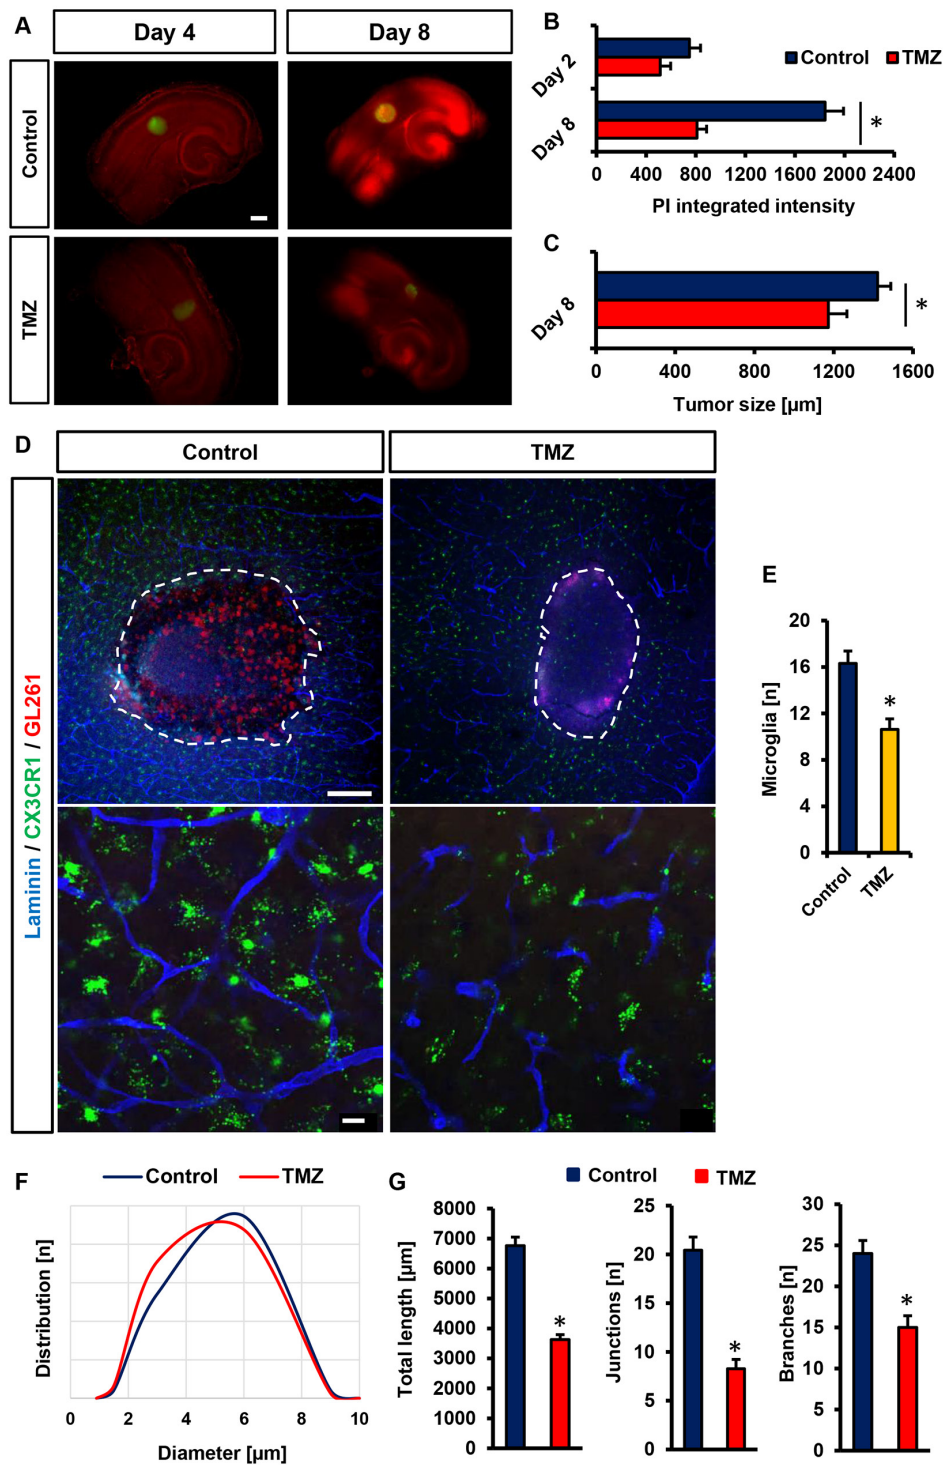 A
Day 4
Day 8
Control
TMZ
B
Control
TMZ
Day 2
Day 8
*
0
400
800
1200
1600
2000
2400
PI integrated intensity
C
Day 8
*
0
400
800
1200
1600
Tumor size [µm]
D
Control
TMZ
Laminin / CX3CR1 / GL261
E
20
16
12
8
4
0
Microglia [n]
*
Control
TMZ
F
Control
TMZ
Distribution [n]
0
2
4
6
8
10
Diameter [µm]
G
Control
TMZ
8000
7000
6000
5000
4000
3000
2000
1000
0
Total length [µm]
*
25
20
15
10
5
0
Junctions [n]
*
30
25
20
15
10
5
0
Branches [n]
*